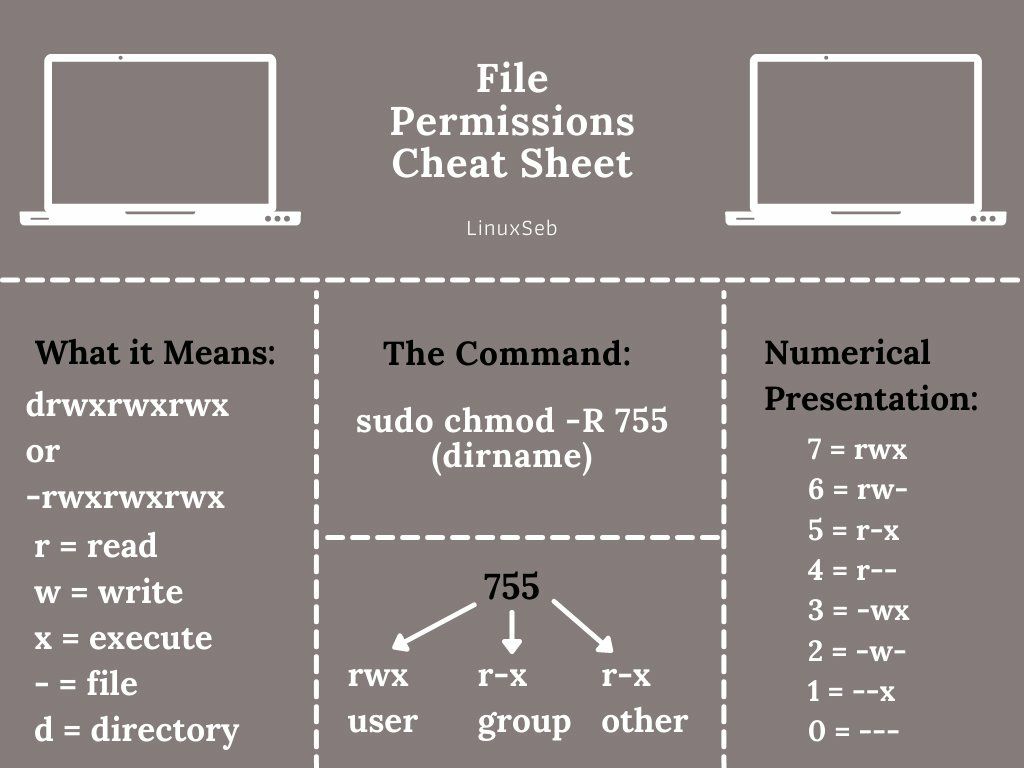 File
Permissions
Cheat Sheet
LinuxSeb
What it Means:
drwxrwxrwx
or
-rwxrwxrwx
r = read
w = write
x = execute
- = file
d = directory
The Command:
sudo chmod -R 755
(dirname)
755
rwx r-x r-x
user group other
Numerical
Presentation:
7 = rwx
6 = rw-
5 = r-x
4 = r--
3 = -wx
2 = -w-
1 = --x
0 = ---